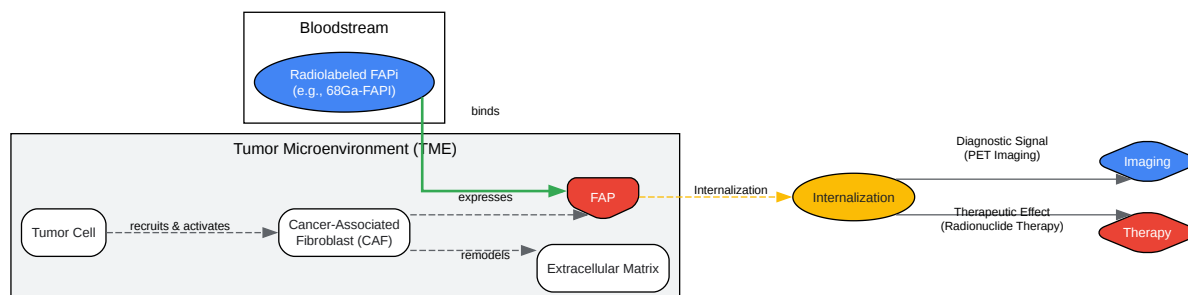 Bloodstream
Radiolabeled FAPi
(e.g., 68Ga-FAPI)
binds
Tumor Microenvironment (TME)
Tumor Cell
recruits & activates
Cancer-Associated
Fibroblast (CAF)
expresses
remodels
FAP
Extracellular Matrix
Internalization
Internalization
Diagnostic Signal
(PET Imaging)
Imaging
Therapeutic Effect
(Radionuclide Therapy)
Therapy